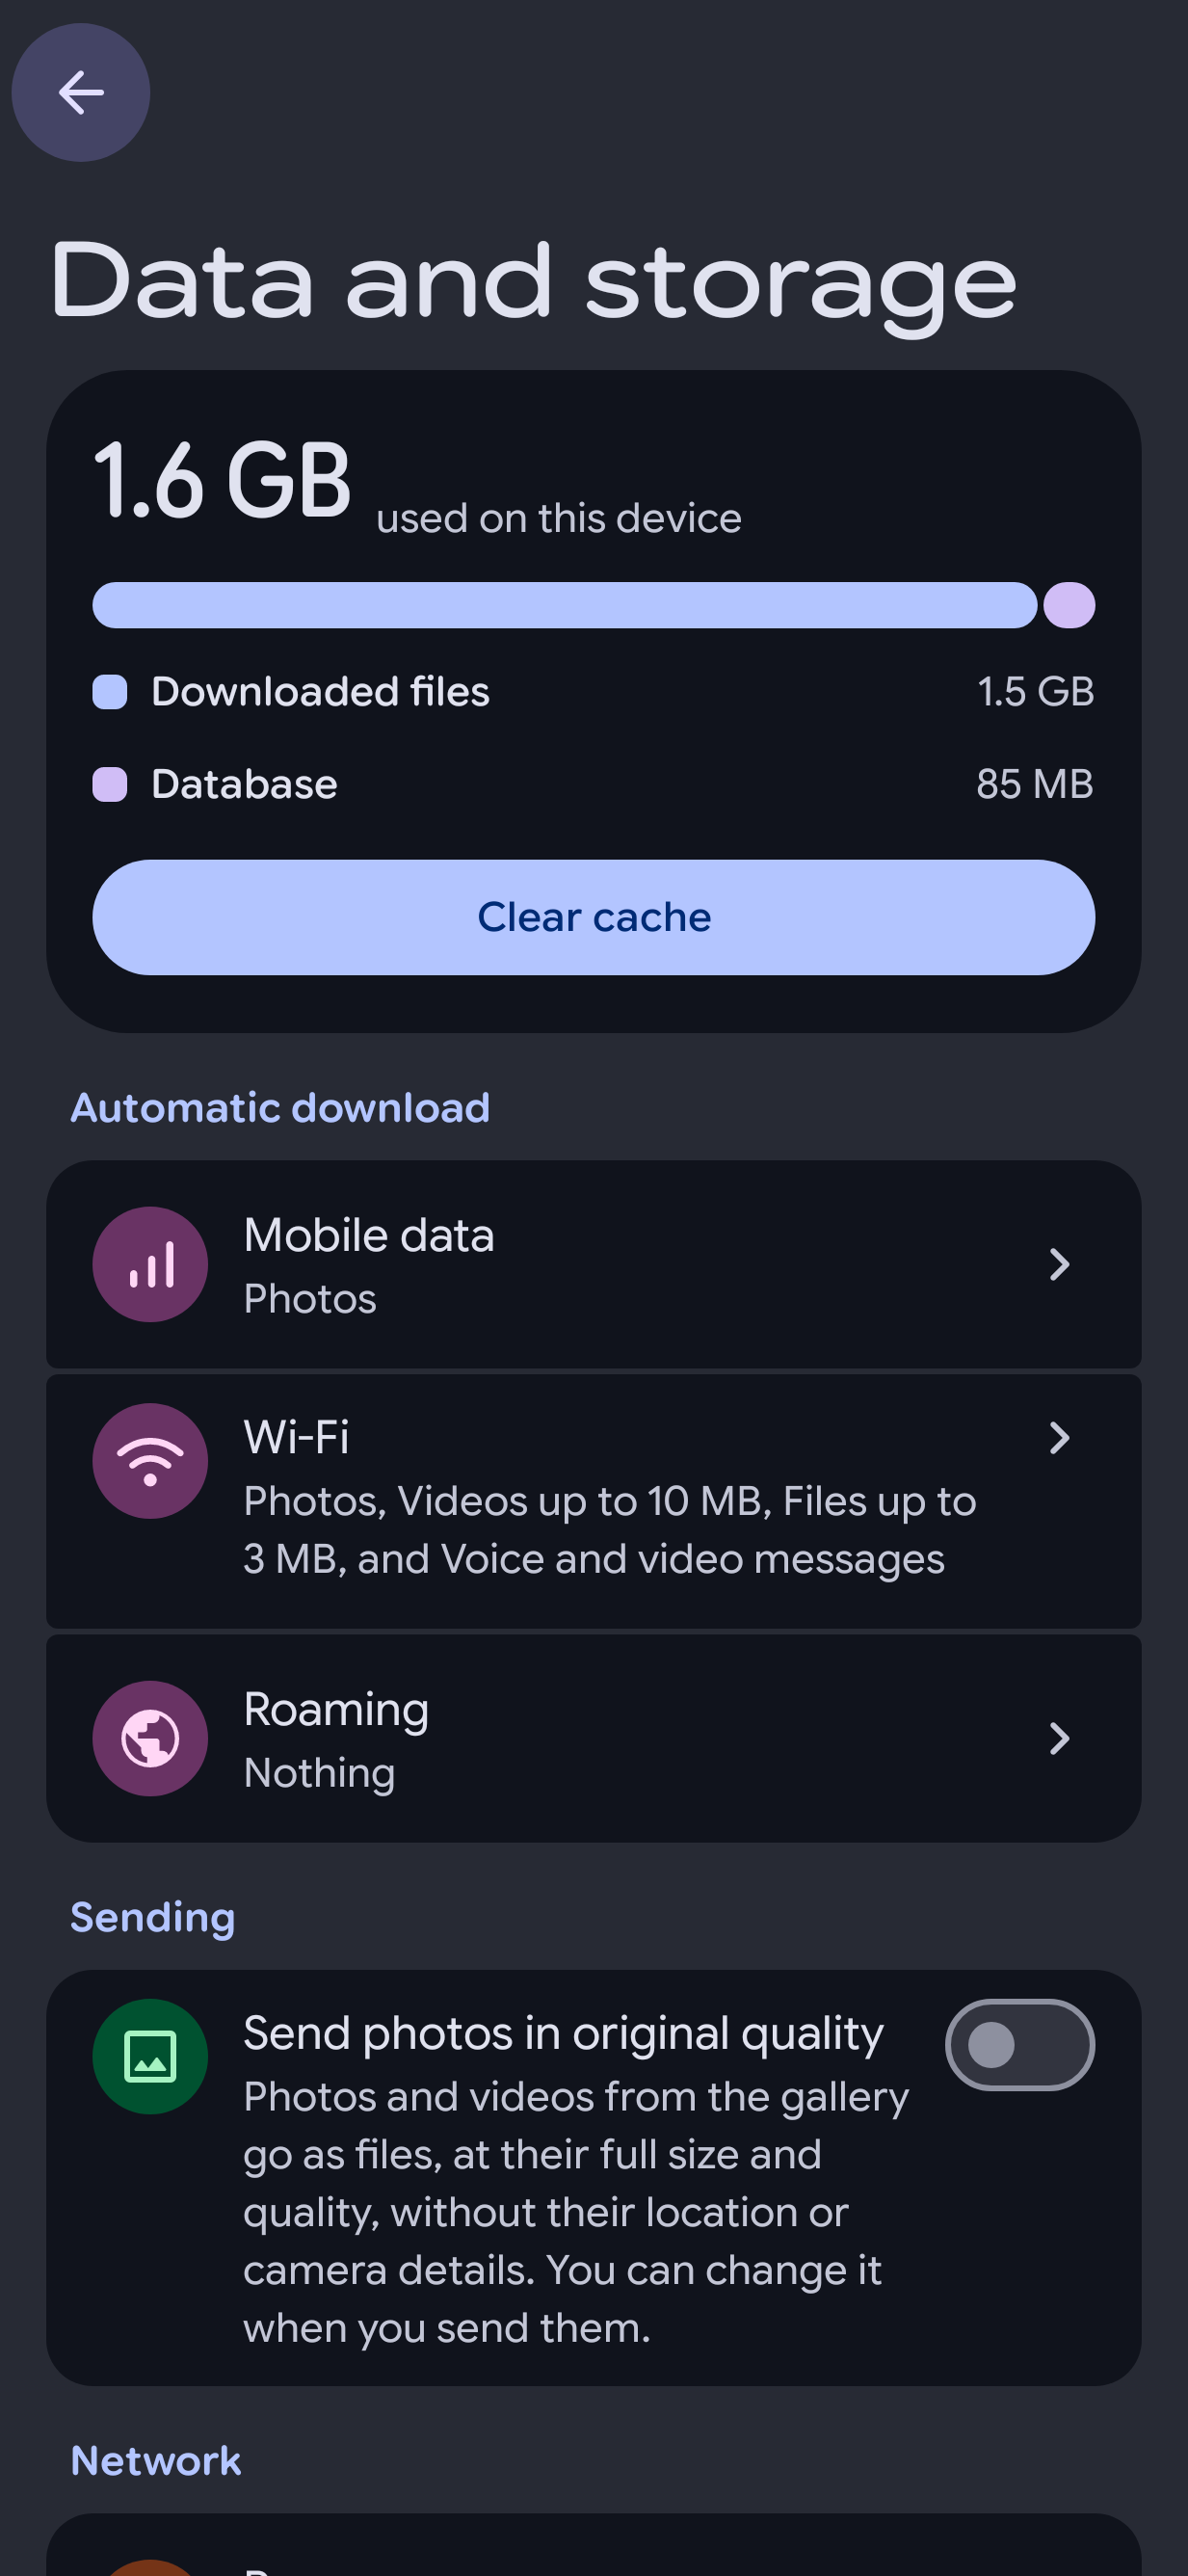 Data and storage
1.6 GB used on this device
Downloaded files 1.5 GB
Database 85 MB
Clear cache
Automatic download
Mobile data
Photos
Wi-Fi
Photos, Videos up to 10 MB, Files up to
3 MB, and Voice and video messages
Roaming
Nothing
Sending
Send photos in original quality
Photos and videos from the gallery
go as files, at their full size and
quality, without their location or
camera details. You can change it
when you send them.
Network